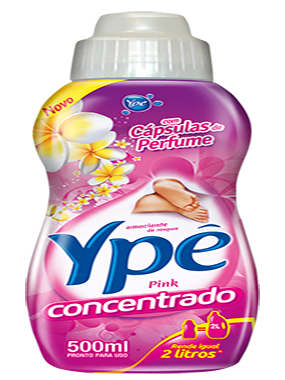 Novo
Ypê
com
Cápsulas de
Perfume
amaciante
de roupas
Ypê
Pink
concentrado
500ml
PRONTO PARA USO
2L
Rende igual
2 litros*